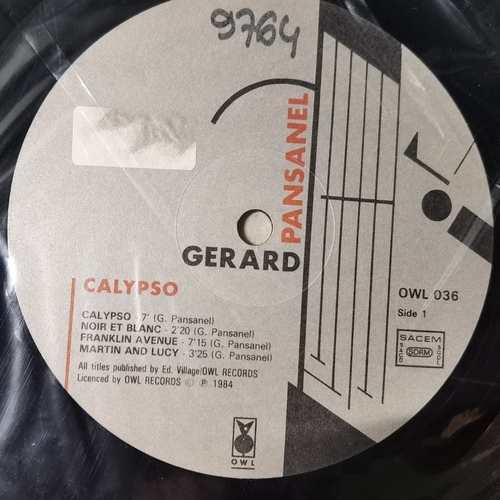 9764
GERARD
PANSANEL
CALYPSO
CALYPSO - 7' (G. Pansanel)
NOIR ET BLANC - 2'20 (G. Pansanel)
FRANKLIN AVENUE - 7'15 (G. Pansanel)
MARTIN AND LUCY - 3'25 (G. Pansanel)
All titles published by Ed. Village/OWL RECORDS
Licenced by OWL RECORDS © ℗ 1984
OWL 036
Side 1
SACEM
SDRM
OWL